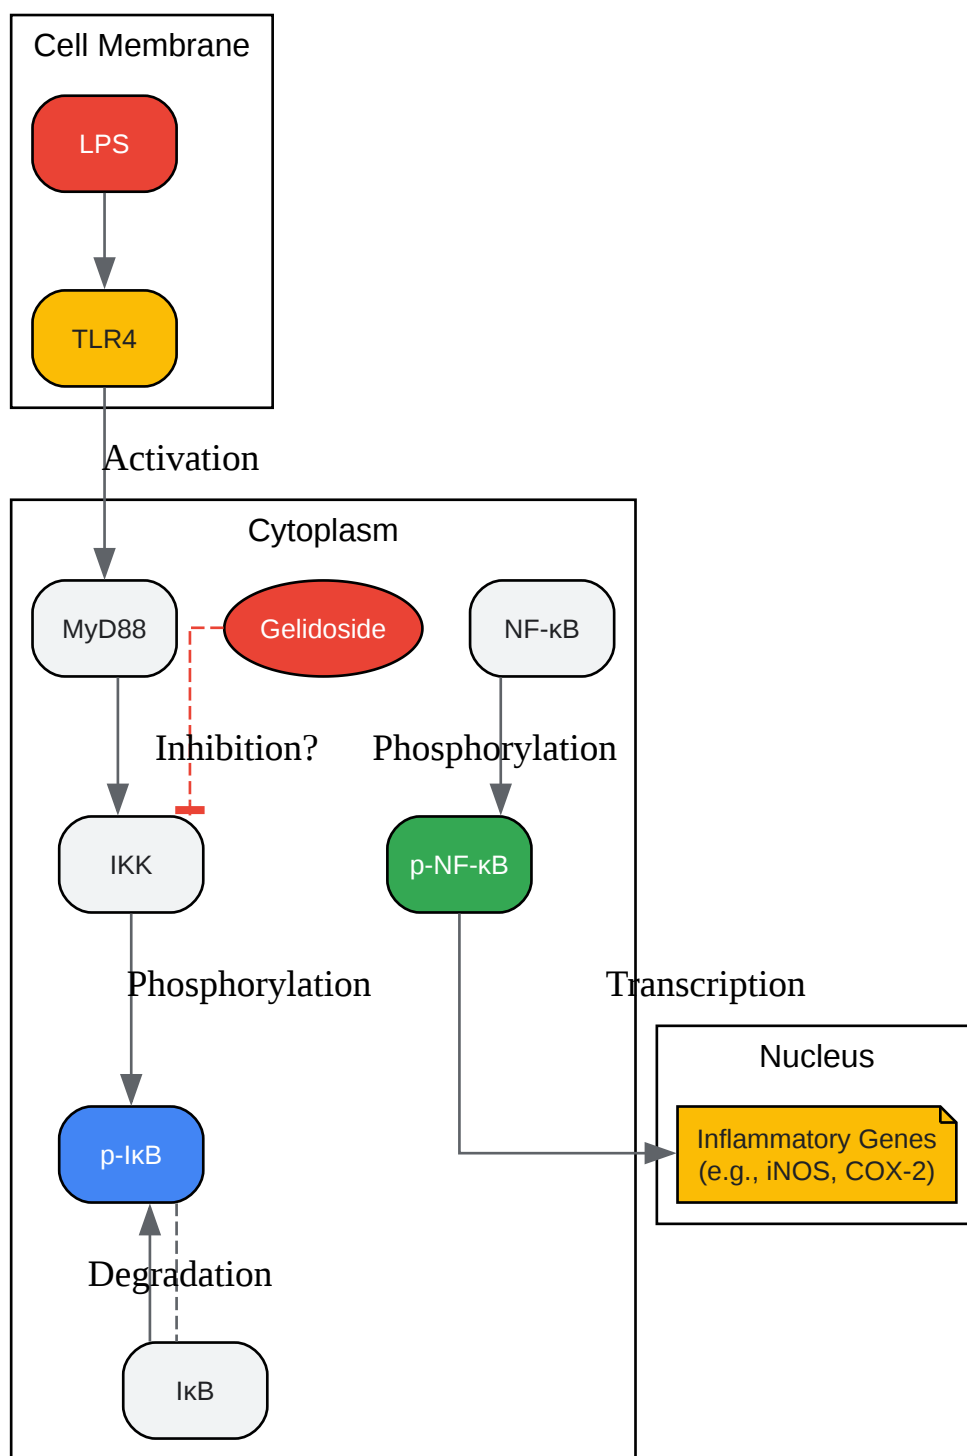 Cell Membrane
LPS
TLR4
Activation
Cytoplasm
MyD88
Gelidoside
NF-κB
Inhibition?
Phosphorylation
IKK
p-NF-κB
Phosphorylation
Transcription
Nucleus
p-IκB
Inflammatory Genes
(e.g., iNOS, COX-2)
Degradation
IκB